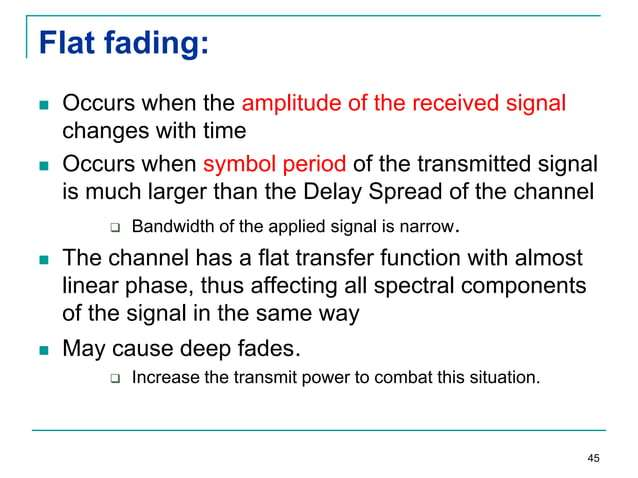 Flat fading:
Occurs when the amplitude of the received signal
changes with time
Occurs when symbol period of the transmitted signal
is much larger than the Delay Spread of the channel
Bandwidth of the applied signal is narrow.
The channel has a flat transfer function with almost
linear phase, thus affecting all spectral components
of the signal in the same way
May cause deep fades.
Increase the transmit power to combat this situation.
45